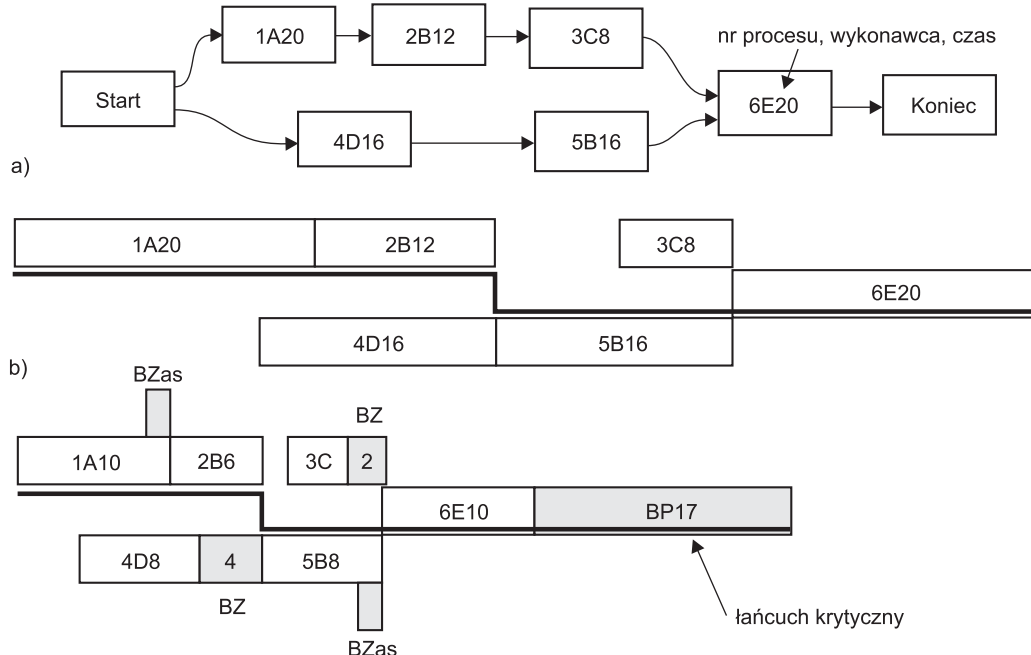 1A20
2B12
3C8
nr procesu, wykonawca, czas
Start
6E20
Koniec
4D16
5B16
a)
1A20
2B12
3C8
6E20
4D16
5B16
b)
BZas
BZ
1A10
2B6
3C
2
6E10
BP17
4D8
4
5B8
BZ
łańcuch krytyczny
BZas